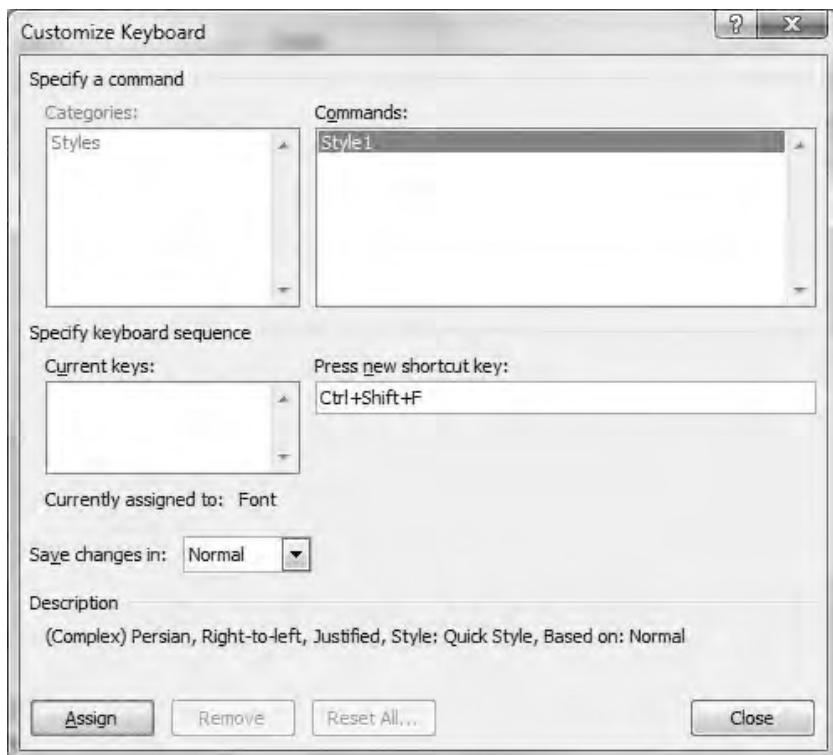 Customize Keyboard
Specify a command
Categories:
Commands:
Styles
Style1
Specify keyboard sequence
Current keys:
Press new shortcut key:
Ctrl+Shift+F
Currently assigned to: Font
Save changes in: Normal
Description
(Complex) Persian, Right-to-left, Justified, Style: Quick Style, Based on: Normal
Assign
Remove
Reset All...
Close